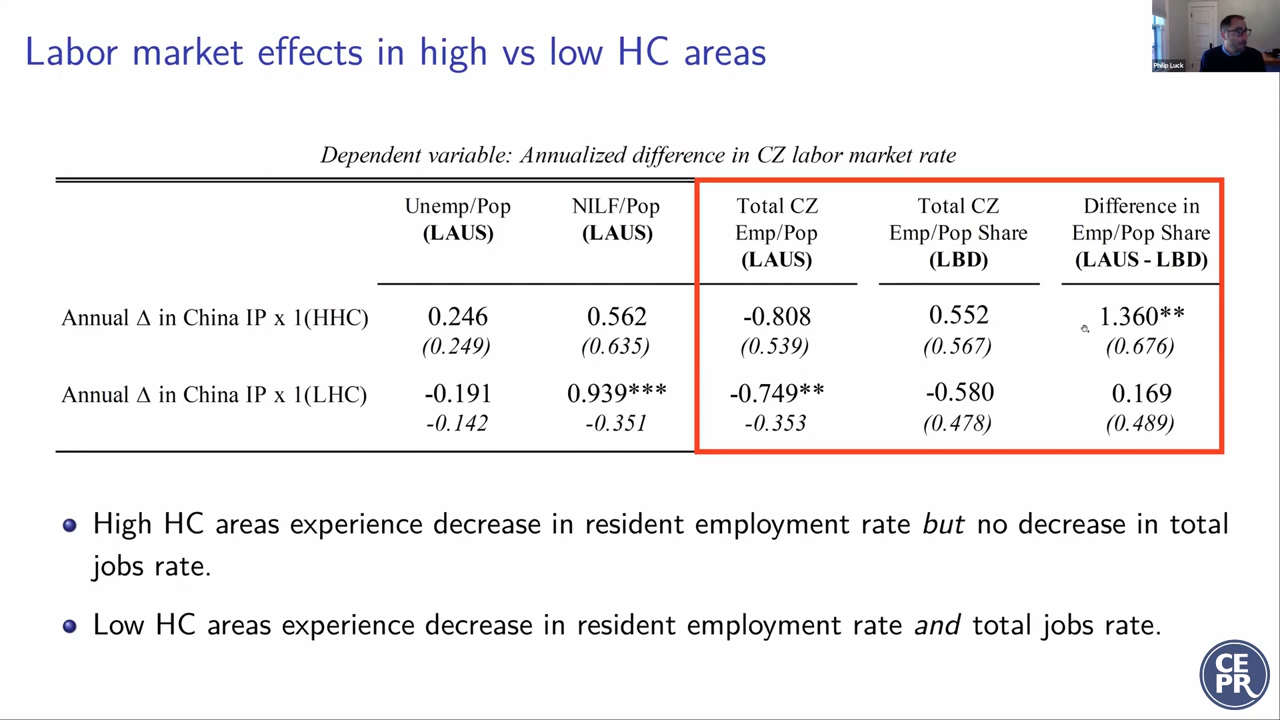 Labor market effects in high vs low HC areas
Philip Luck
Dependent variable: Annualized difference in CZ labor market rate
Unemp/Pop (LAUS)
NILF/Pop (LAUS)
Total CZ Emp/Pop (LAUS)
Total CZ Emp/Pop Share (LBD)
Difference in Emp/Pop Share (LAUS - LBD)
Annual Δ in China IP x 1(HHC) 0.246 0.562 -0.808 0.552 1.360**
(0.249) (0.635) (0.539) (0.567) (0.676)
Annual Δ in China IP x 1(LHC) -0.191 0.939*** -0.749** -0.580 0.169
-0.142 -0.351 -0.353 (0.478) (0.489)
High HC areas experience decrease in resident employment rate but no decrease in total
jobs rate.
Low HC areas experience decrease in resident employment rate and total jobs rate.
CE
PR